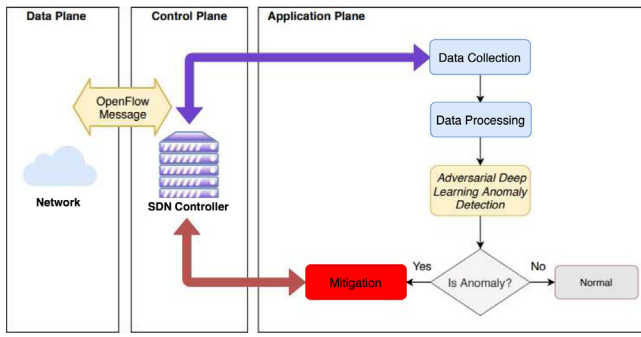 Data Plane
Control Plane
Application Plane
Data Collection
OpenFlow
Message
Data Processing
Adversarial Deep
Learning Anomaly
Detection
Network
SDN Controller
Yes
No
Mitigation
Is Anomaly?
Normal